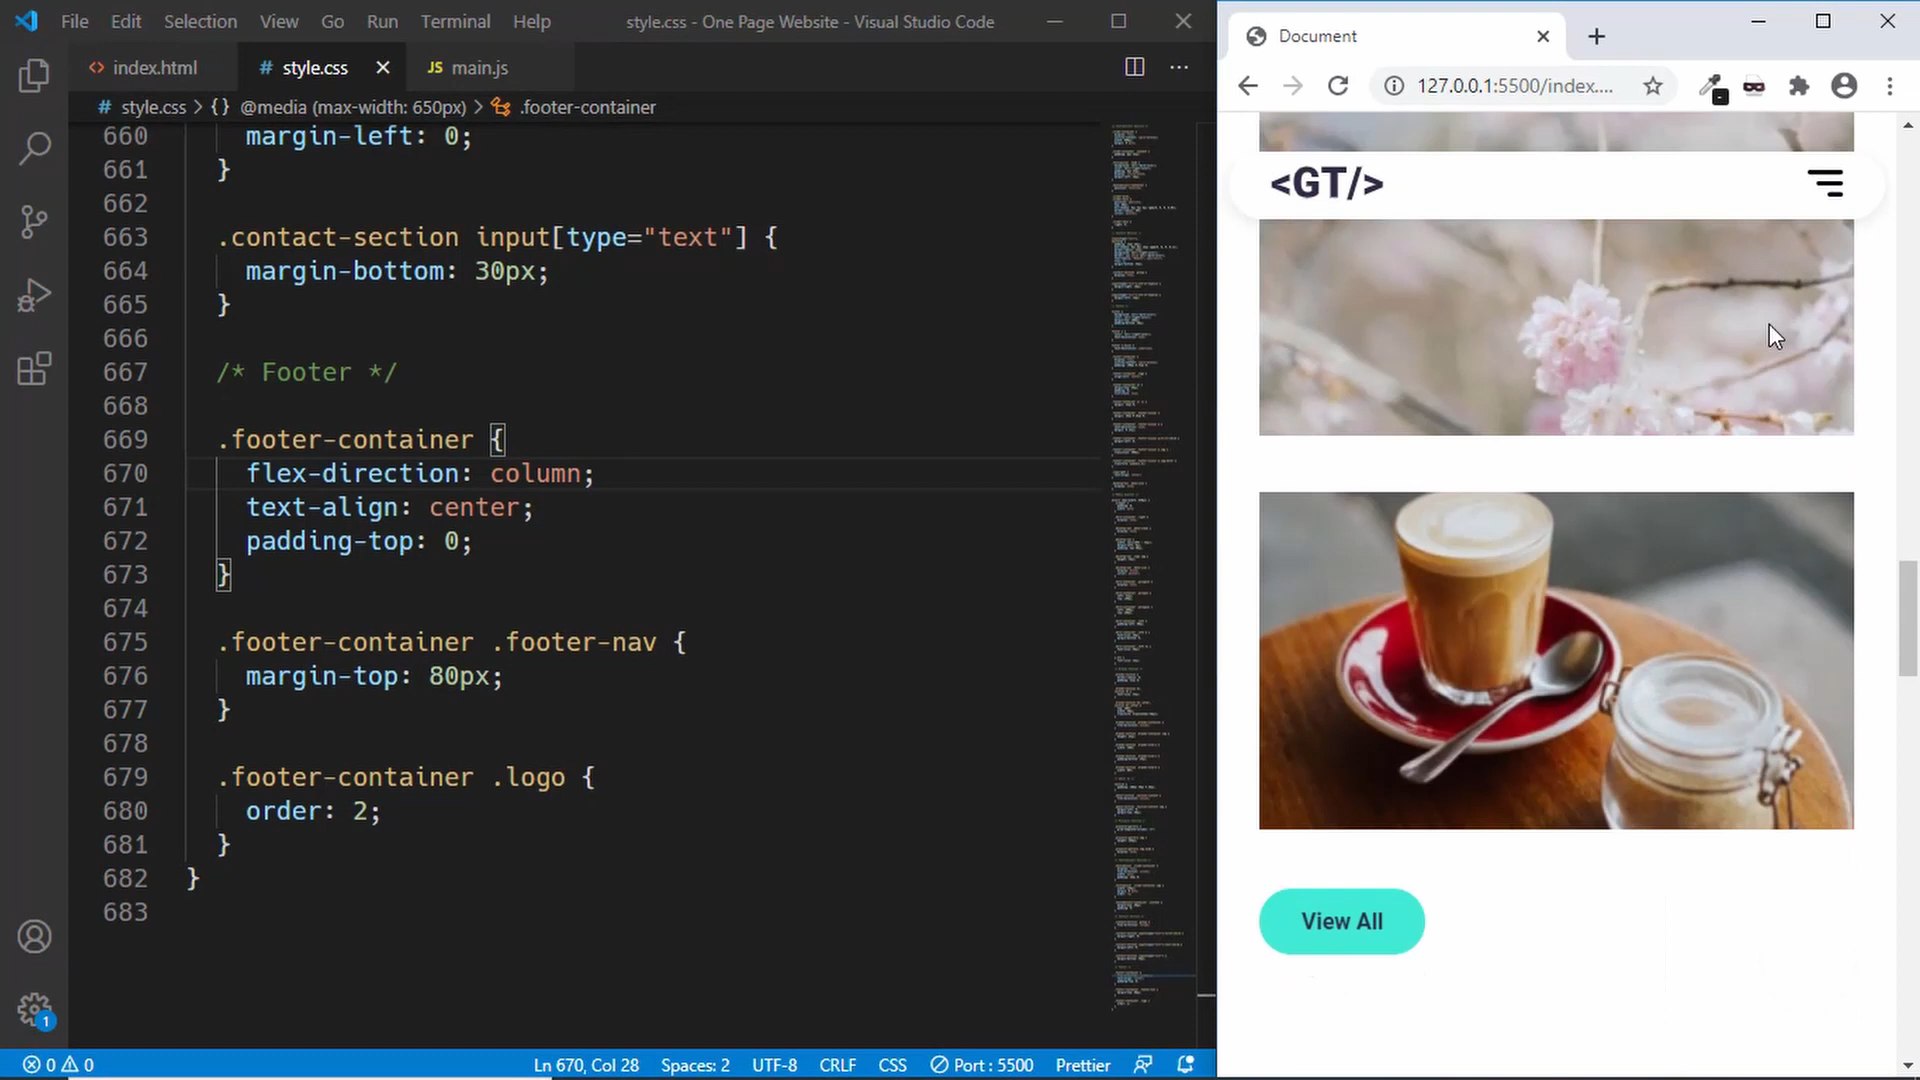 File Edit Selection View Go Run Terminal Help style.css - One Page Website - Visual Studio Code
<> index.html # style.css JS main.js
# style.css > {} @media (max-width: 650px) > .footer-container
660 margin-left: 0;
661 }
662
663 .contact-section input[type="text"] {
664 margin-bottom: 30px;
665 }
666
667 /* Footer */
668
669 .footer-container {
670 flex-direction: column;
671 text-align: center;
672 padding-top: 0;
673 }
674
675 .footer-container .footer-nav {
676 margin-top: 80px;
677 }
678
679 .footer-container .logo {
680 order: 2;
681 }
682 }
683
1
0 0 Ln 670, Col 28 Spaces: 2 UTF-8 CRLF CSS Port : 5500 Prettier
Document
127.0.0.1:5500/index....
<GT/>
View All